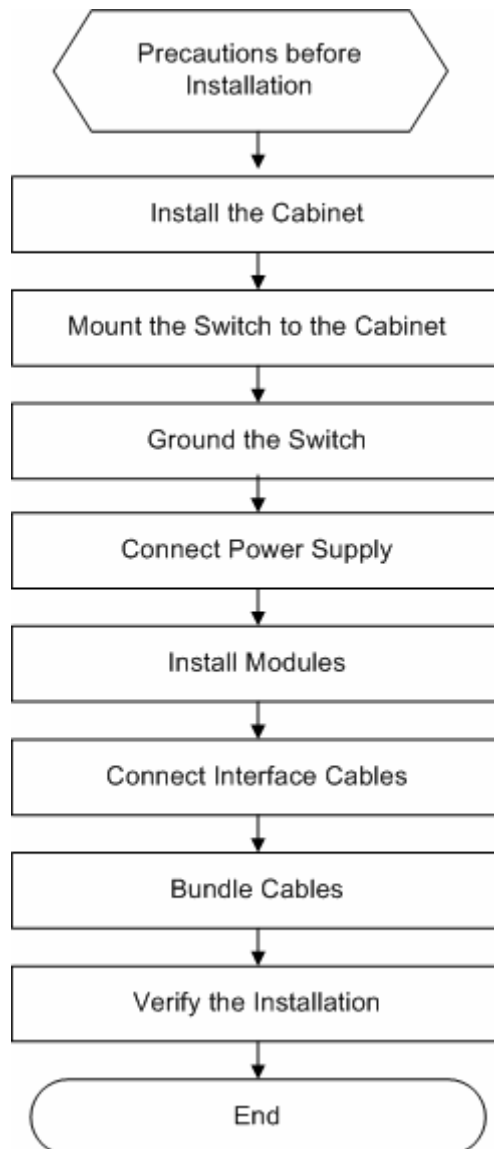 Precautions before
Installation
Install the Cabinet
Mount the Switch to the Cabinet
Ground the Switch
Connect Power Supply
Install Modules
Connect Interface Cables
Bundle Cables
Verify the Installation
End